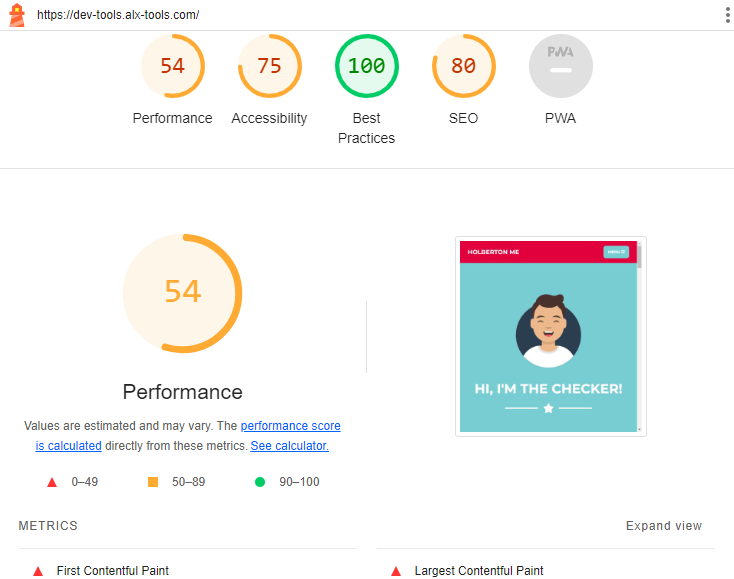 https://dev-tools.alx-tools.com/
54
75
100
80
PWA
Performance
Accessibility
Best
Practices
SEO
PWA
54
Performance
Values are estimated and may vary. The performance score
is calculated directly from these metrics. See calculator.
0–49
50–89
90–100
HOLBERTON ME
HI, I'M THE CHECKER!
METRICS
Expand view
First Contentful Paint
Largest Contentful Paint